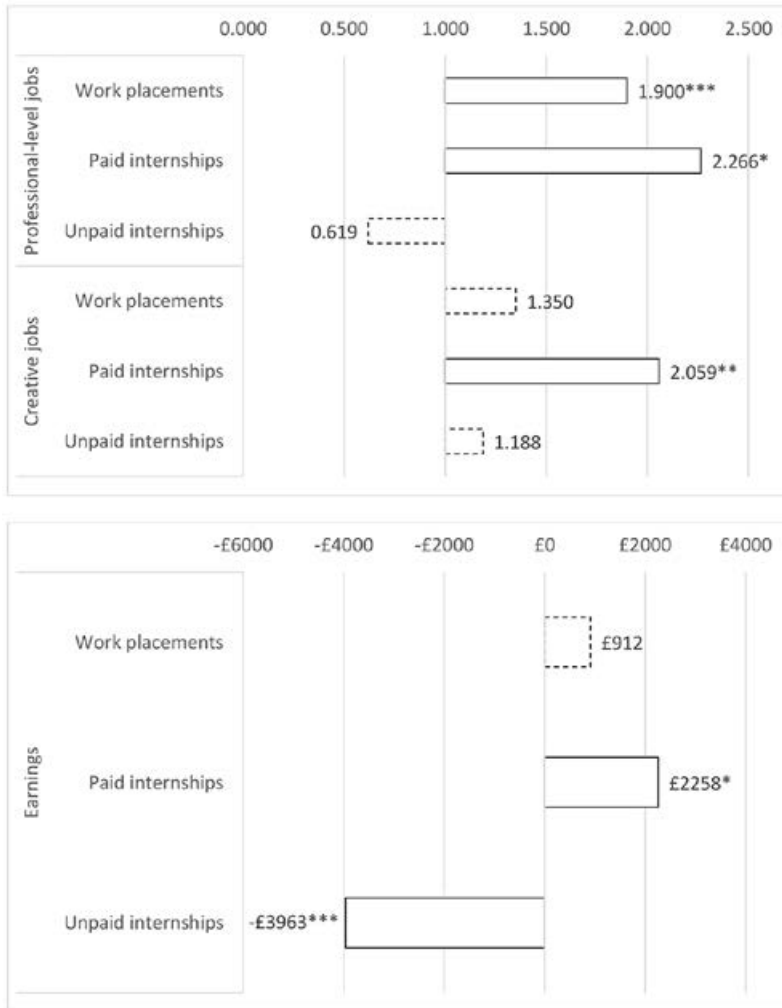 0.000 0.500 1.000 1.500 2.000 2.500
Professional-level jobs
Work placements 1.900***
Paid internships 2.266*
Unpaid internships 0.619
Creative jobs
Work placements 1.350
Paid internships 2.059**
Unpaid internships 1.188
-£6000 -£4000 -£2000 £0 £2000 £4000
Earnings
Work placements £912
Paid internships £2258*
Unpaid internships -£3963***